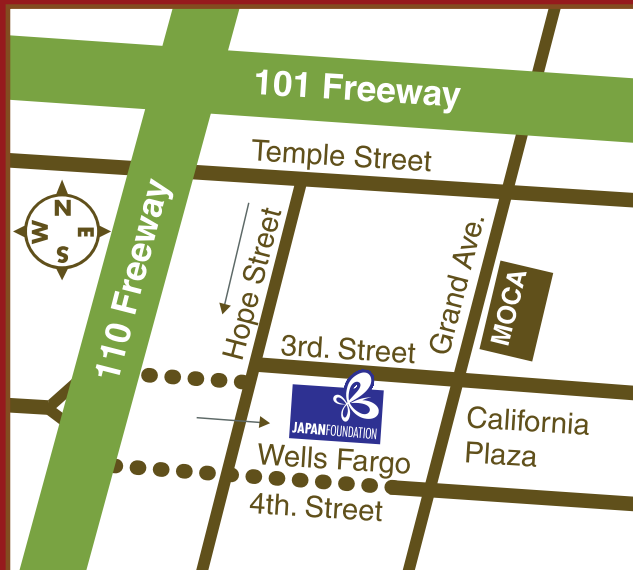 101 Freeway
Temple Street
N
W
E
S
110 Freeway
Hope Street
Grand Ave.
MOCA
3rd. Street
JAPANFOUNDATION
California
Plaza
Wells Fargo
4th. Street